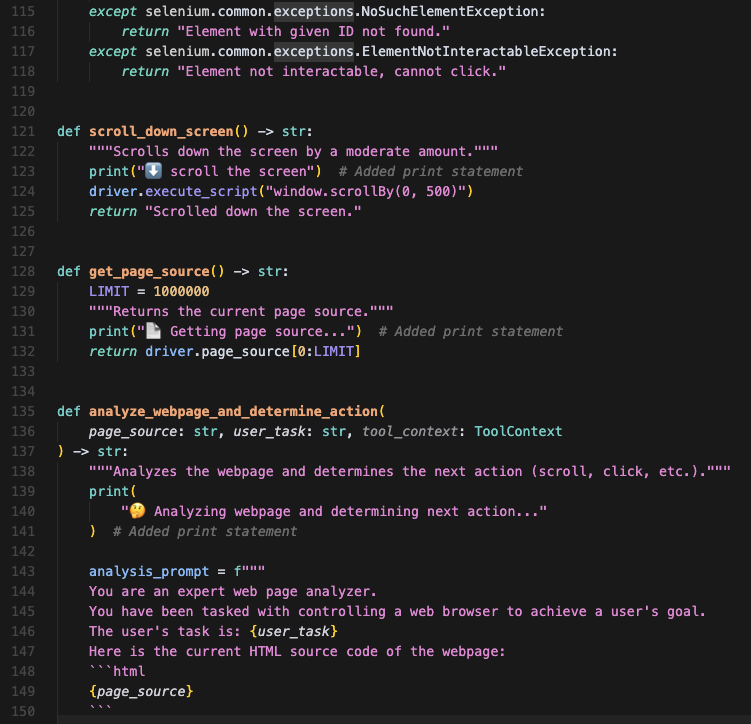 115 except selenium.common.exceptions.NoSuchElementException:
116 return "Element with given ID not found."
117 except selenium.common.exceptions.ElementNotInteractableException:
118 return "Element not interactable, cannot click."
119
120
121 def scroll_down_screen() -> str:
122 """Scrolls down the screen by a moderate amount."""
123 print("⬇️ scroll the screen")  # Added print statement
124 driver.execute_script("window.scrollBy(0, 500)")
125 return "Scrolled down the screen."
126
127
128 def get_page_source() -> str:
129 LIMIT = 1000000
130 """Returns the current page source."""
131 print("📄 Getting page source...")  # Added print statement
132 return driver.page_source[0:LIMIT]
133
134
135 def analyze_webpage_and_determine_action(
136 page_source: str, user_task: str, tool_context: ToolContext
137 ) -> str:
138 """Analyzes the webpage and determines the next action (scroll, click, etc.)."""
139 print(
140 "🤔 Analyzing webpage and determining next action..."
141 )  # Added print statement
142
143 analysis_prompt = f"""
144 You are an expert web page analyzer.
145 You have been tasked with controlling a web browser to achieve a user's goal.
146 The user's task is: {user_task}
147 Here is the current HTML source code of the webpage:
148 ```html
149 {page_source}
150 ```